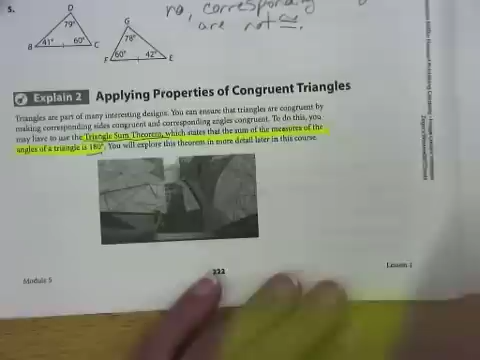 5.
no, corresponding
are not ≅.
D
79°
41°
60°
B
C
G
78°
60°
42°
F
E
Explain 2 Applying Properties of Congruent Triangles
Triangles are part of many interesting designs. You can ensure that triangles are congruent by
making corresponding sides congruent and corresponding angles congruent. To do this, you
may have to use the Triangle Sum Theorem, which states that the sum of the measures of the
angles of a triangle is 180°. You will explore this theorem in more detail later in this course.
Module 5
222
Lesson 1